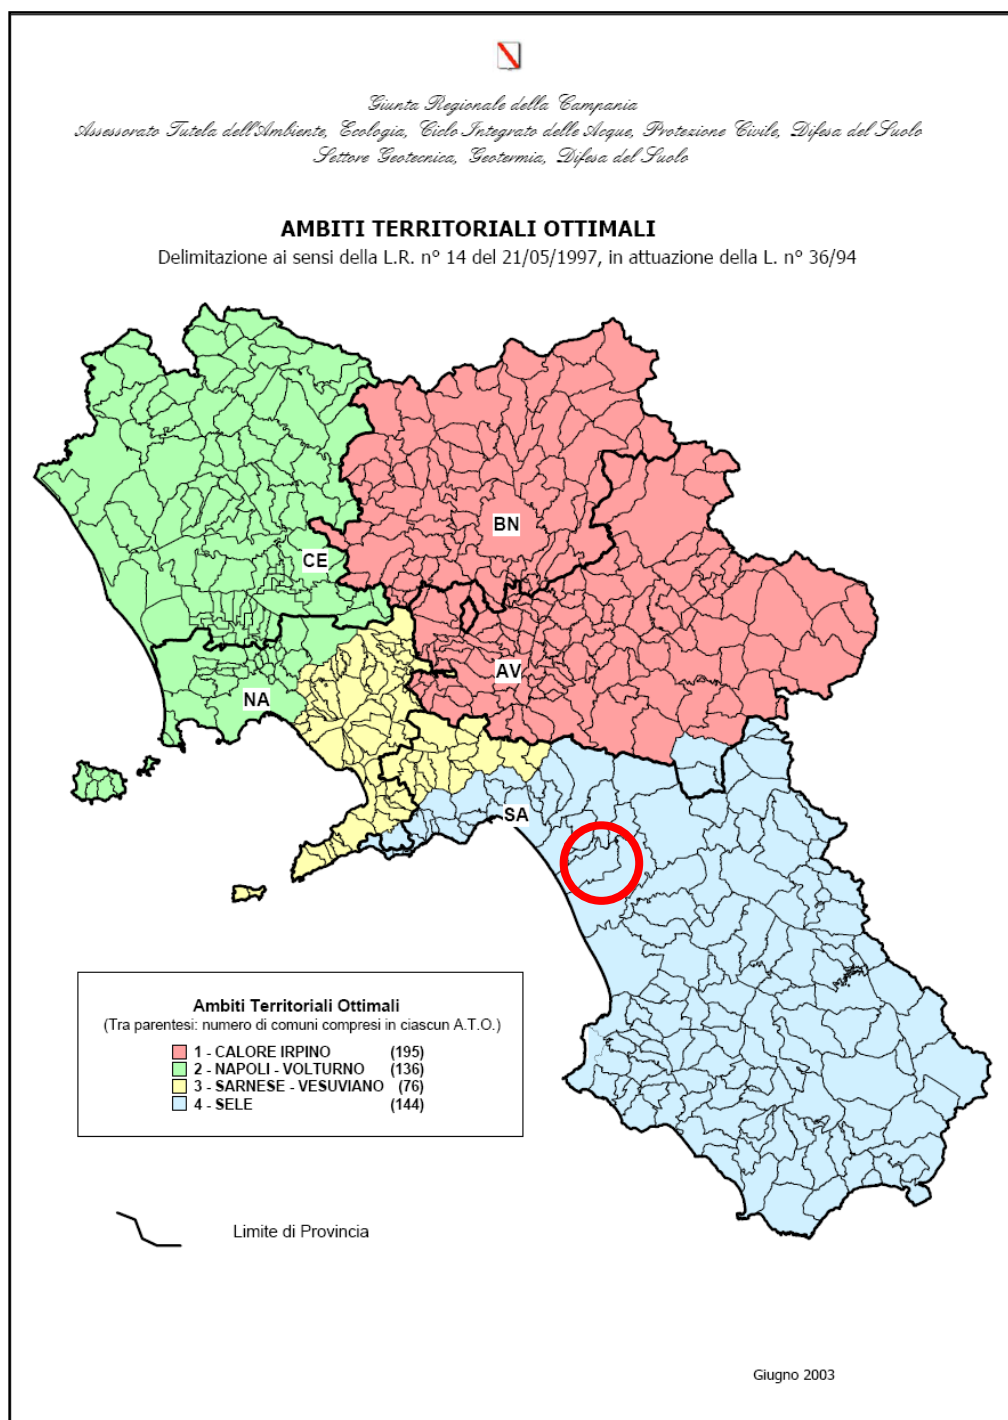 Giunta Regionale della Campania
Assessorato Tutela dell'Ambiente, Ecologia, Ciclo Integrato delle Acque, Protezione Civile, Difesa del Suolo
Settore Geotecnica, Geotermia, Difesa del Suolo
AMBITI TERRITORIALI OTTIMALI
Delimitazione ai sensi della L.R. n° 14 del 21/05/1997, in attuazione della L. n° 36/94
BN
CE
AV
NA
SA
Ambiti Territoriali Ottimali
(Tra parentesi: numero di comuni compresi in ciascun A.T.O.)
1 - CALORE IRPINO (195)
2 - NAPOLI - VOLTURNO (136)
3 - SARNESE - VESUVIANO (76)
4 - SELE (144)
Limite di Provincia
Giugno 2003